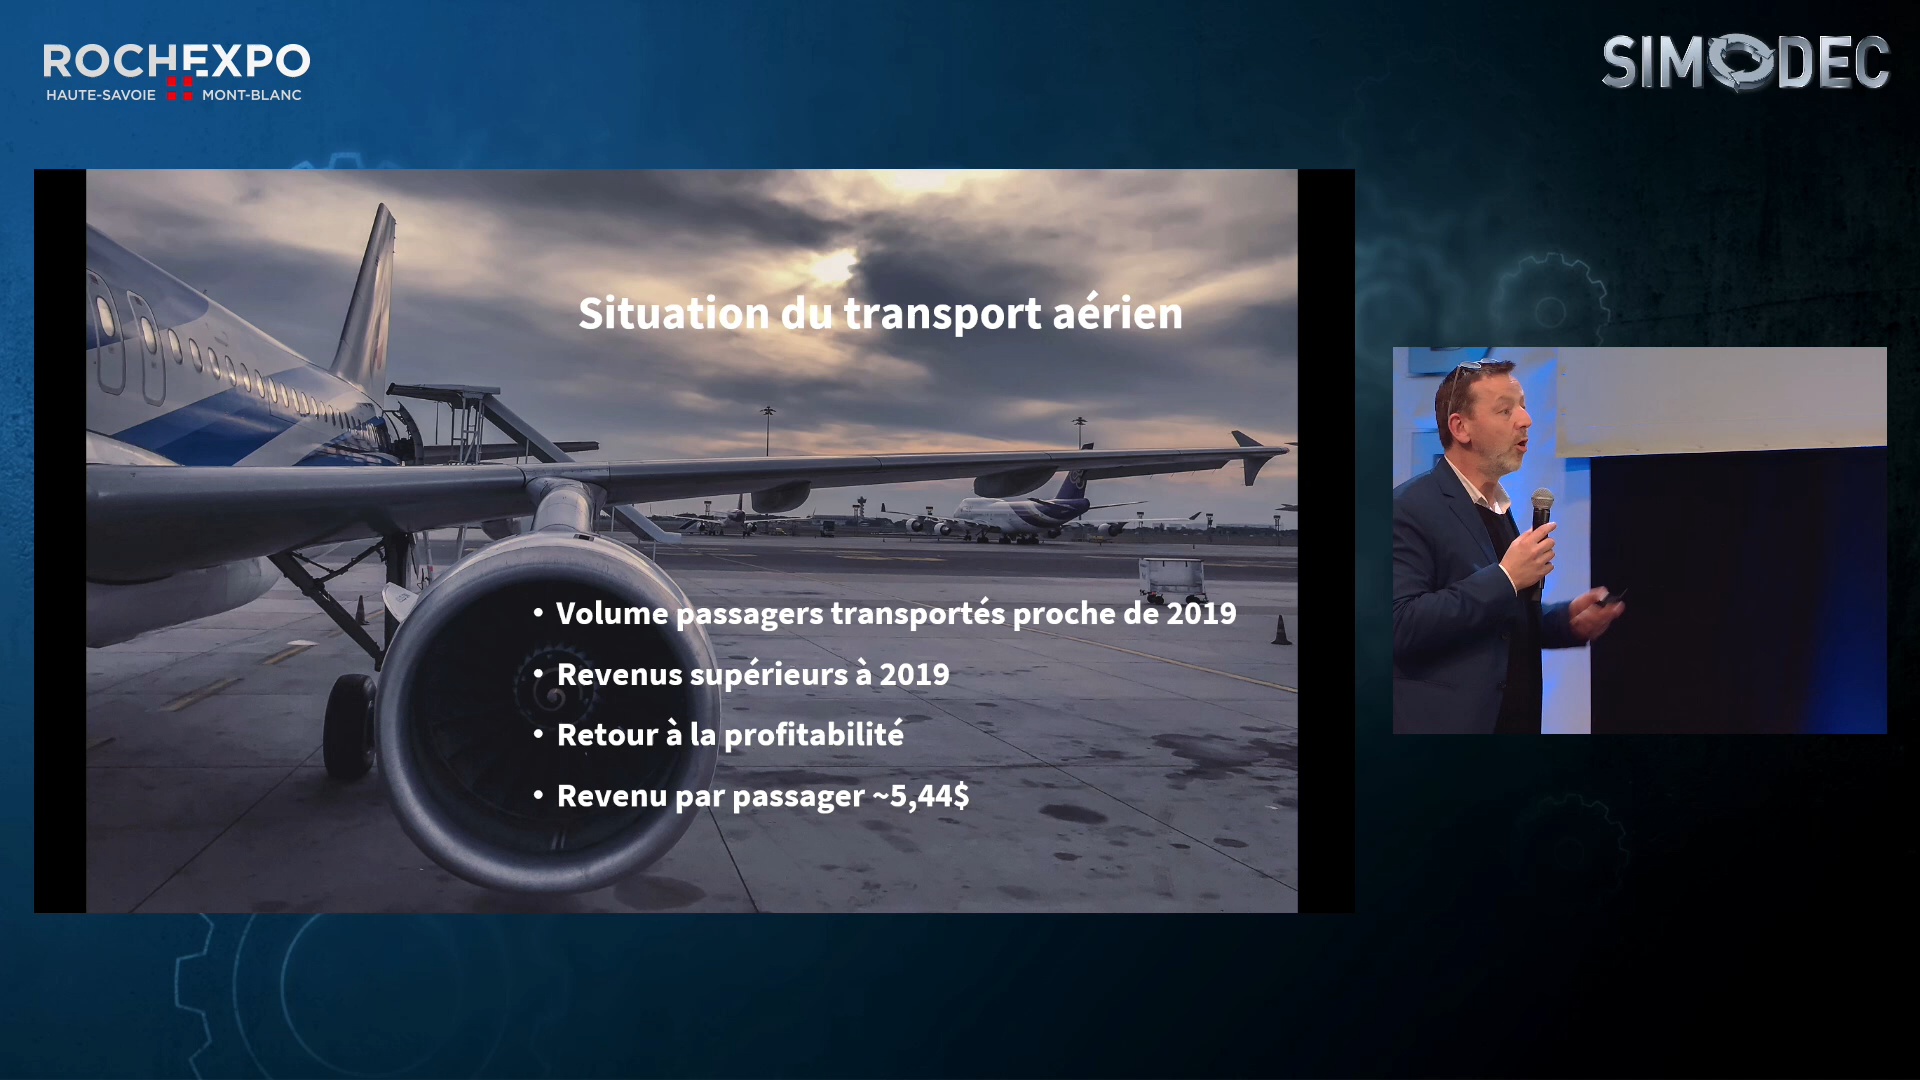 ROCHEXPO
HAUTE-SAVOIE MONT-BLANC
SIMODEC
Situation du transport aérien
• Volume passagers transportés proche de 2019
• Revenus supérieurs à 2019
• Retour à la profitabilité
• Revenu par passager ~5,44$